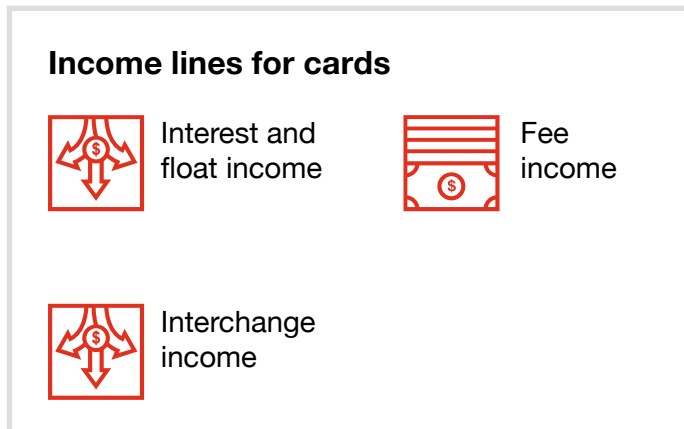 Income lines for cards
Interest and
float income
Fee
income
Interchange
income
$
$
$